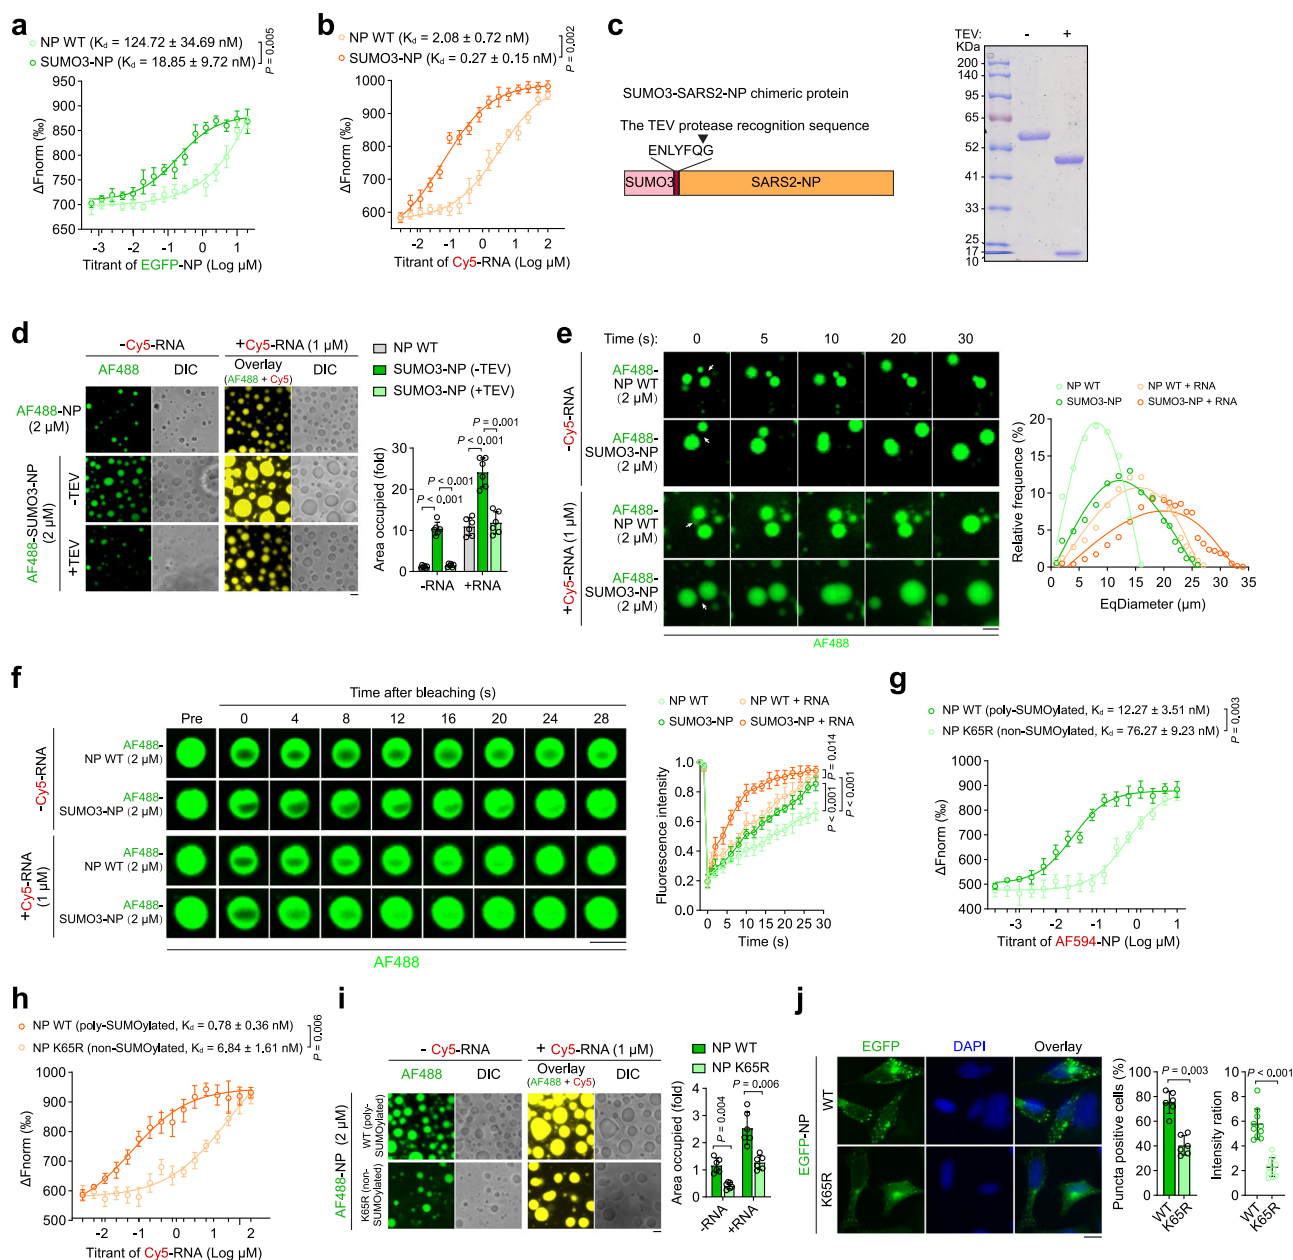 a
NP WT (Kd = 124.72 ± 34.69 nM)
SUMO3-NP (Kd = 18.85 ± 9.72 nM)
P = 0.005
950
900
850
800
750
700
650
ΔFnorm (‰)
-3 -2 -1 0 1
Titrant of EGFP-NP (Log μM)
b
NP WT (Kd = 2.08 ± 0.72 nM)
SUMO3-NP (Kd = 0.27 ± 0.15 nM)
P = 0.002
1000
900
800
700
600
ΔFnorm (‰)
-2 -1 0 1 2
Titrant of Cy5-RNA (Log μM)
c
SUMO3-SARS2-NP chimeric protein
The TEV protease recognition sequence
ENLYFQG
SUMO3
SARS2-NP
TEV: - +
KDa
200
140
95
65
52
41
33
25
17
10
d
-Cy5-RNA
+Cy5-RNA (1 μM)
AF488
DIC
Overlay
(AF488 + Cy5)
DIC
AF488-NP
(2 μM)
AF488-SUMO3-NP
(2 μM)
-TEV
+TEV
NP WT
SUMO3-NP (-TEV)
SUMO3-NP (+TEV)
P = 0.001
P < 0.001
P < 0.001
P < 0.001
30
20
10
0
Area occupied (fold)
-RNA
+RNA
e
Time (s): 0 5 10 20 30
-Cy5-RNA
AF488-
NP WT
(2 μM)
AF488-
SUMO3-NP
(2 μM)
+Cy5-RNA (1 μM)
AF488-
NP WT
(2 μM)
AF488-
SUMO3-NP
(2 μM)
AF488
NP WT
NP WT + RNA
SUMO3-NP
SUMO3-NP + RNA
20
15
10
5
0
Relative frequency (%)
0 5 10 15 20 25 30 35
EqDiameter (μm)
f
Time after bleaching (s)
Pre 0 4 8 12 16 20 24 28
-Cy5-RNA
AF488-
NP WT (2 μM)
AF488-
SUMO3-NP (2 μM)
+Cy5-RNA
(1 μM)
AF488-
NP WT (2 μM)
AF488-
SUMO3-NP (2 μM)
AF488
NP WT
NP WT + RNA
SUMO3-NP
SUMO3-NP + RNA
P = 0.014
P < 0.001
P < 0.001
1.0
0.8
0.6
0.4
0.2
0.0
Fluorescence intensity
0 5 10 15 20 25 30
Time (s)
g
NP WT (poly-SUMOylated, Kd = 12.27 ± 3.51 nM)
NP K65R (non-SUMOylated, Kd = 76.27 ± 9.23 nM)
P = 0.003
1000
900
800
700
600
500
400
ΔFnorm (‰)
-3 -2 -1 0 1
Titrant of AF594-NP (Log μM)
h
NP WT (poly-SUMOylated, Kd = 0.78 ± 0.36 nM)
NP K65R (non-SUMOylated, Kd = 6.84 ± 1.61 nM)
P = 0.006
1000
900
800
700
600
500
ΔFnorm (‰)
-2 -1 0 1 2
Titrant of Cy5-RNA (Log μM)
i
- Cy5-RNA
+ Cy5-RNA (1 μM)
AF488
DIC
Overlay
(AF488 + Cy5)
DIC
AF488-NP (2 μM)
WT (poly-
SUMOylated)
K65R (non-
SUMOylated)
NP WT
NP K65R
P = 0.006
P = 0.004
6
4
2
0
Area occupied (fold)
-RNA
+RNA
j
EGFP
DAPI
Overlay
EGFP-NP
WT
K65R
P = 0.003
100
80
60
40
20
0
Puncta positive cells (%)
WT
K65R
P < 0.001
10
8
6
4
2
0
Intensity ration
WT
K65R